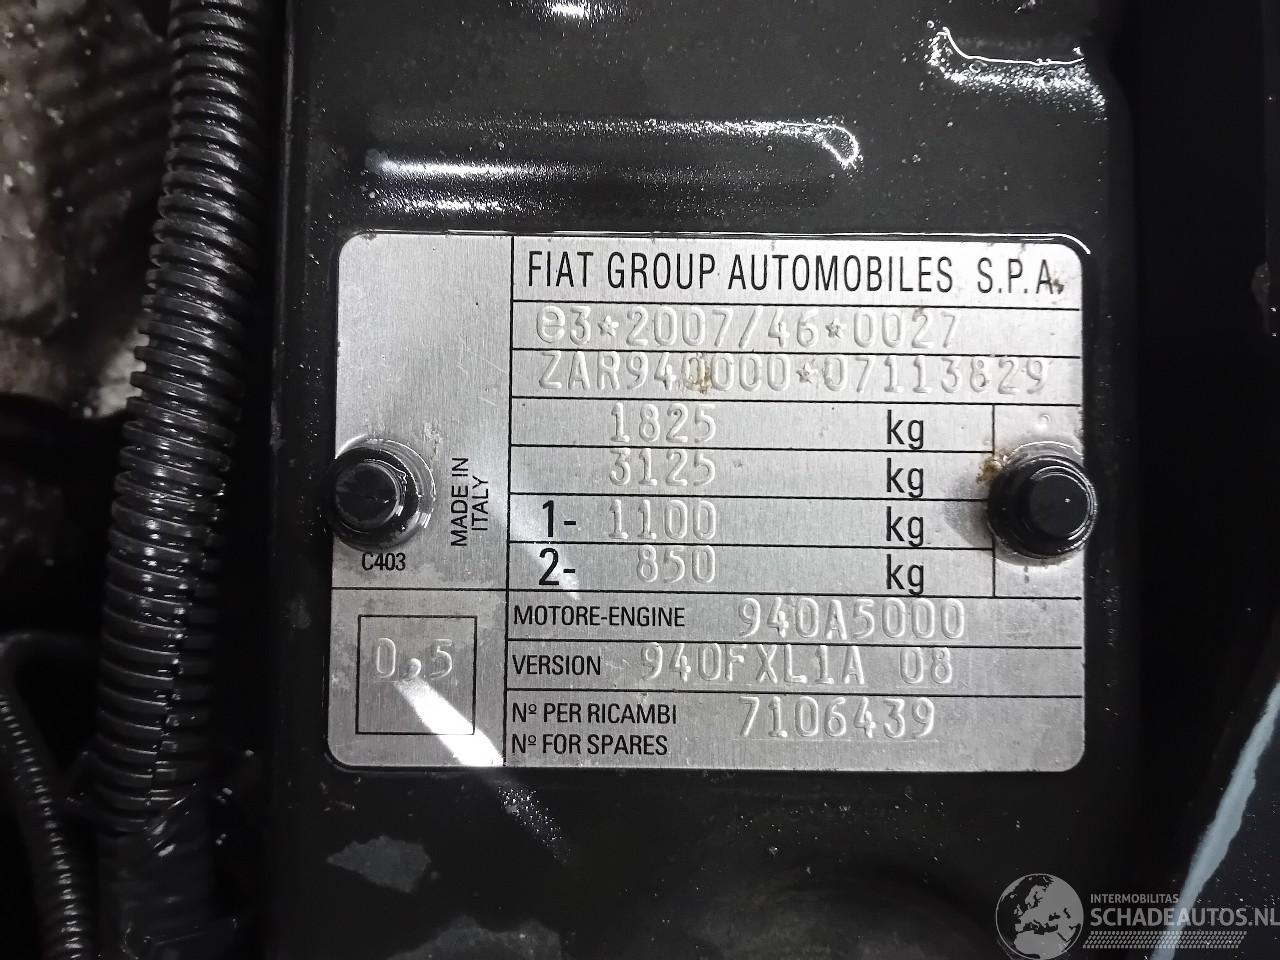 FIAT GROUP AUTOMOBILES S.P.A.
e3*2007/46*0027
ZAR940000*07113829
1825 kg
3125 kg
1- 1100 kg
2- 850 kg
MADE IN
ITALY
C403
0,5
MOTORE-ENGINE 940A5000
VERSION 940FXL1A 08
Nº PER RICAMBI 7106439
Nº FOR SPARES
INTERMOBILITAS
SCHADEAUTOS.NL